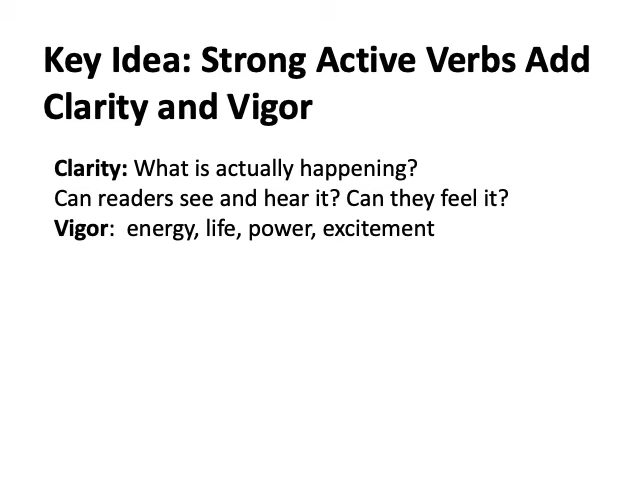 Key Idea: Strong Active Verbs Add
Clarity and Vigor
Clarity: What is actually happening?
Can readers see and hear it? Can they feel it?
Vigor:  energy, life, power, excitement